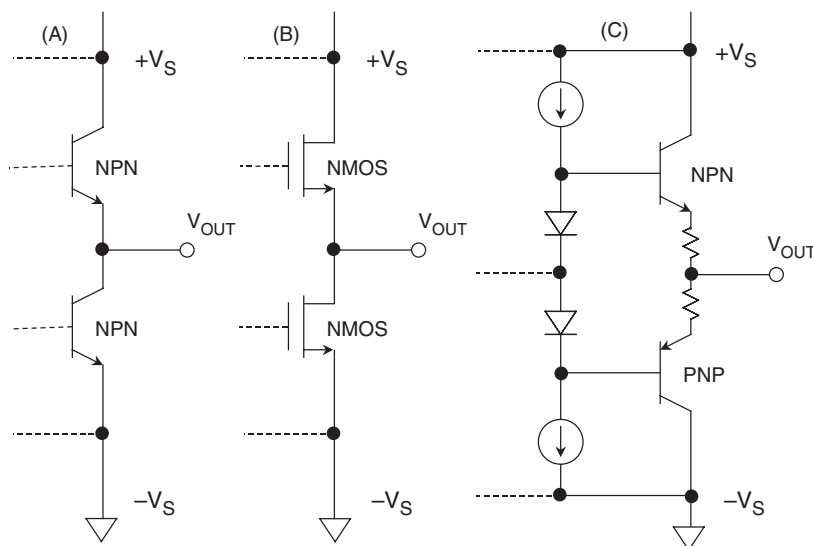 (A)
(B)
(C)
+VS
+VS
+VS
NPN
NMOS
NPN
VOUT
VOUT
VOUT
NPN
NMOS
PNP
–VS
–VS
–VS